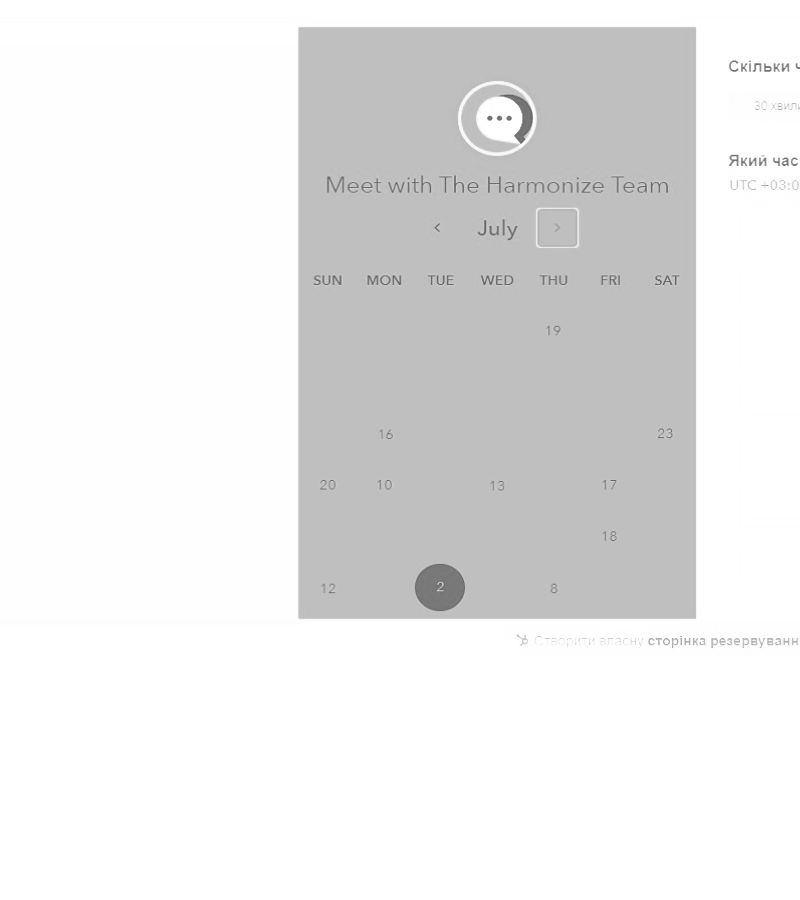 Meet with The Harmonize Team
July
SUN MON TUE WED THU FRI SAT
19
16 23
20 10 13 17
18
12 2 8
Скільки ч
30 хвили
Який час
UTC +03:0
Створити власну сторінка резервуванн